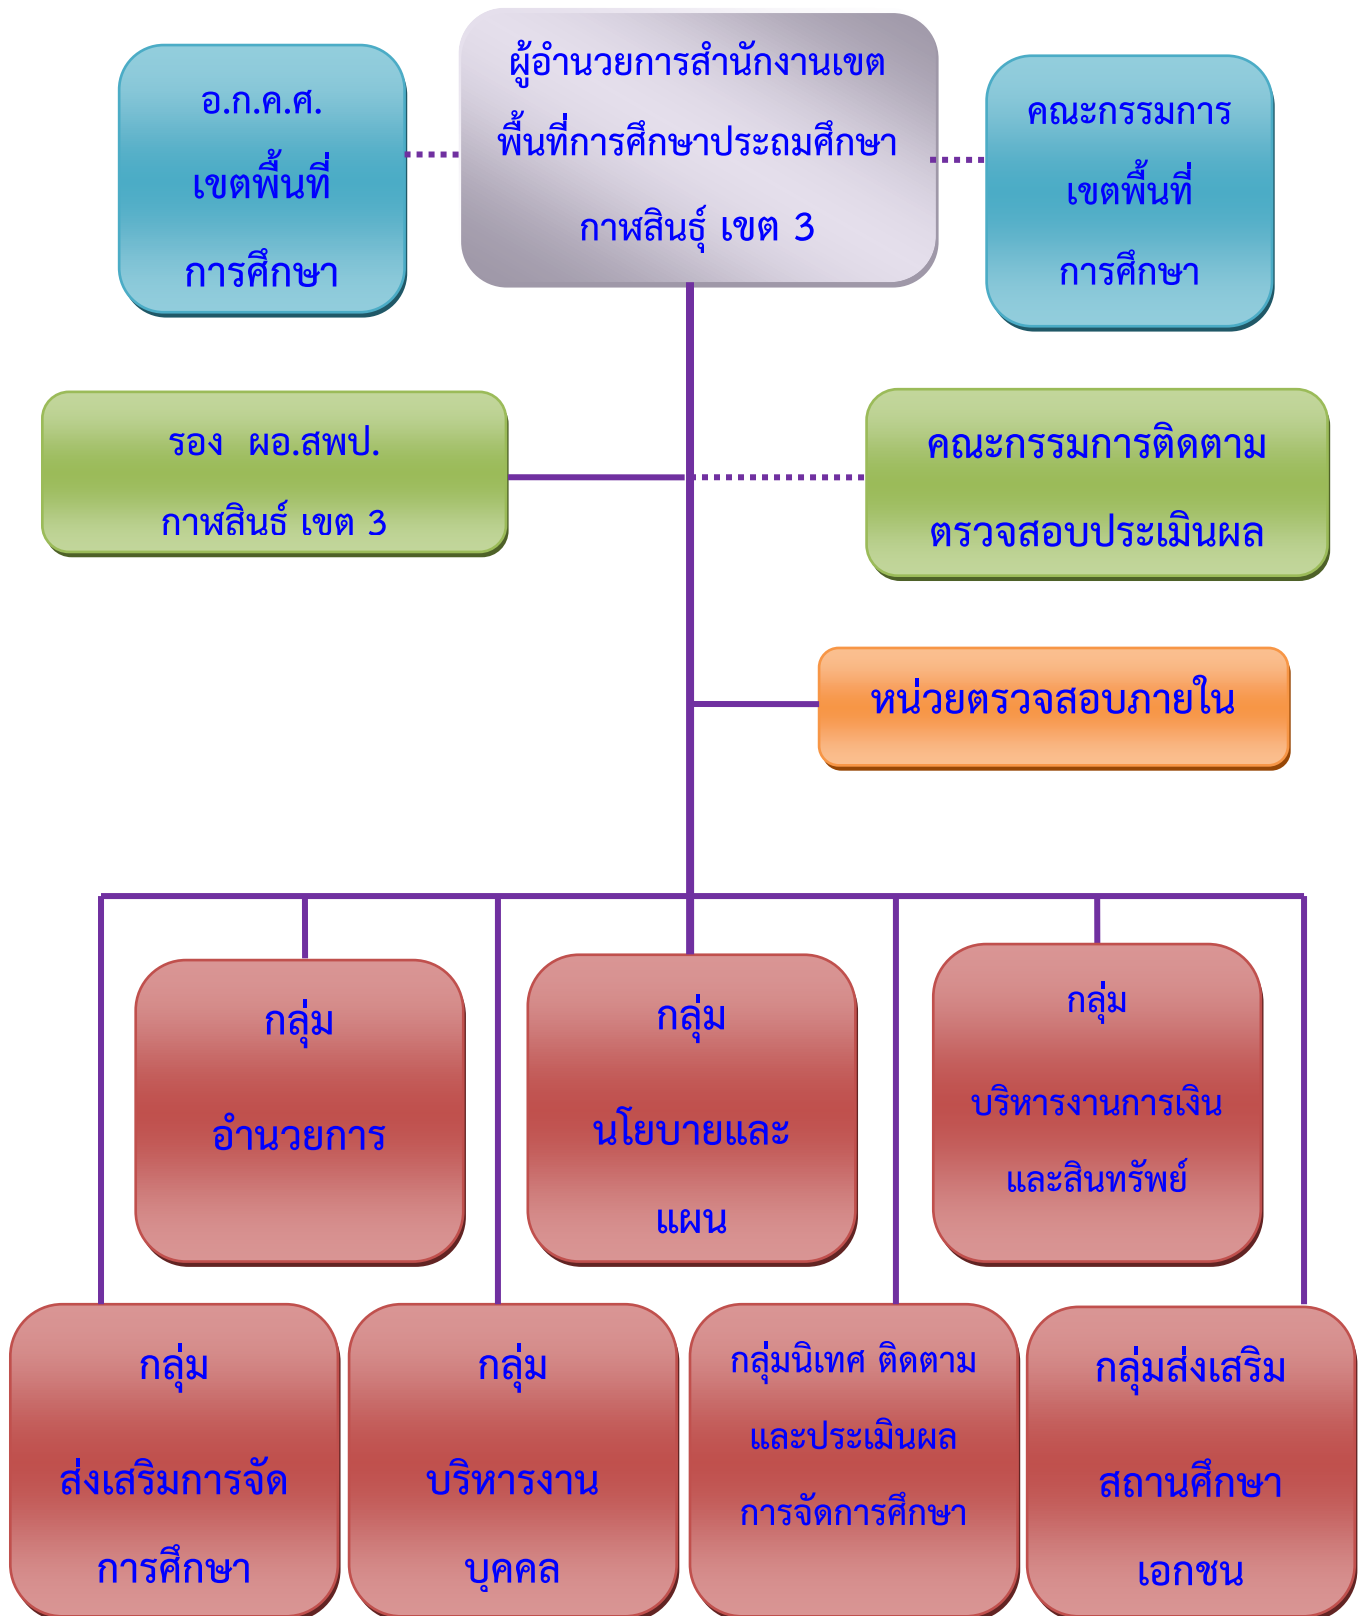 อ.ก.ค.ศ.
เขตพื้นที่
การศึกษา
ผู้อำนวยการสำนักงานเขต
พื้นที่การศึกษาประถมศึกษา
กาฬสินธุ์ เขต 3
คณะกรรมการ
เขตพื้นที่
การศึกษา
รอง ผอ.สพป.
กาฬสินธ์ เขต 3
คณะกรรมการติดตาม
ตรวจสอบประเมินผล
หน่วยตรวจสอบภายใน
กลุ่ม
อำนวยการ
กลุ่ม
นโยบายและ
แผน
กลุ่ม
บริหารงานการเงิน
และสินทรัพย์
กลุ่ม
ส่งเสริมการจัด
การศึกษา
กลุ่ม
บริหารงาน
บุคคล
กลุ่มนิเทศ ติดตาม
และประเมินผล
การจัดการศึกษา
กลุ่มส่งเสริม
สถานศึกษา
เอกชน